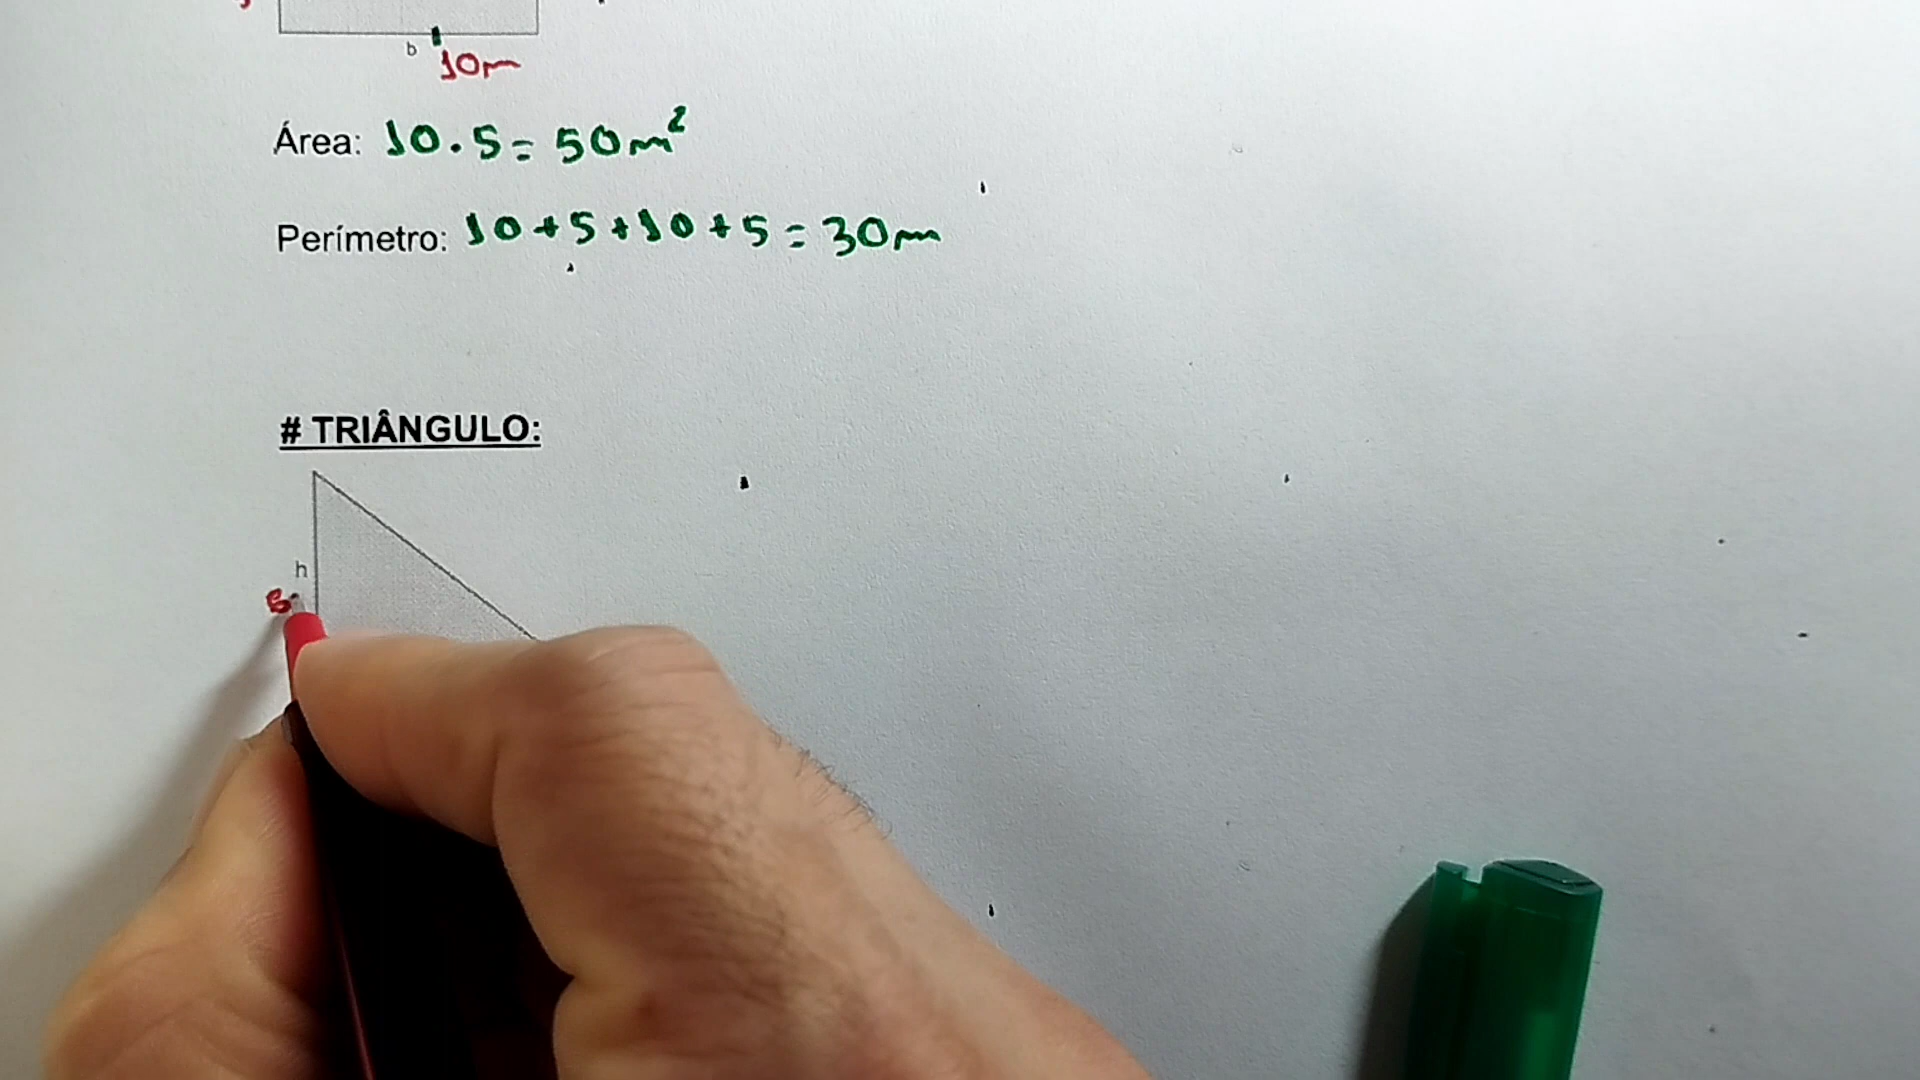 b
10m
Área: 10.5 = 50m²
Perímetro: 10+5+10+5 = 30m
# TRIÂNGULO:
h